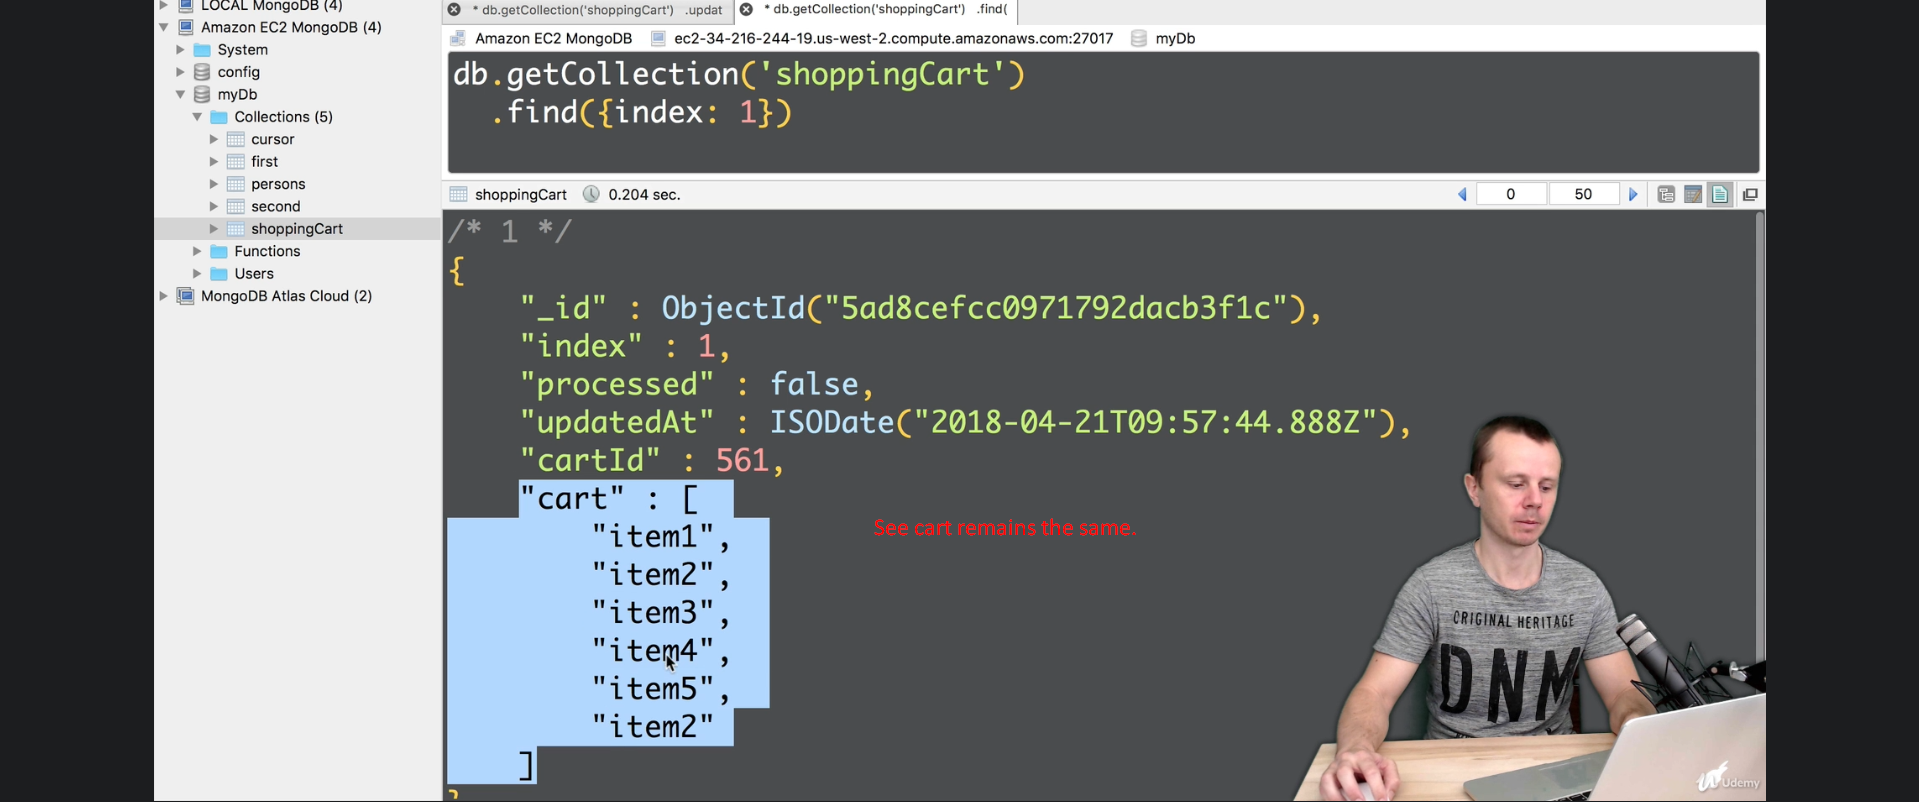 LOCAL MongoDB (4)
Amazon EC2 MongoDB (4)
System
config
myDb
Collections (5)
cursor
first
persons
second
shoppingCart
Functions
Users
MongoDB Atlas Cloud (2)
* db.getCollection('shoppingCart') .updat
* db.getCollection('shoppingCart') .find(
Amazon EC2 MongoDB ec2-34-216-244-19.us-west-2.compute.amazonaws.com:27017 myDb
db.getCollection('shoppingCart')
.find({index: 1})
shoppingCart 0.204 sec. 0 50
/* 1 */
{
"_id" : ObjectId("5ad8cefcc0971792dacb3f1c"),
"index" : 1,
"processed" : false,
"updatedAt" : ISODate("2018-04-21T09:57:44.888Z"),
"cartId" : 561,
"cart" : [
"item1",
"item2",
"item3",
"item4",
"item5",
"item2"
]
}
See cart remains the same.
ORIGINAL HERITAGE
DNM
Udemy